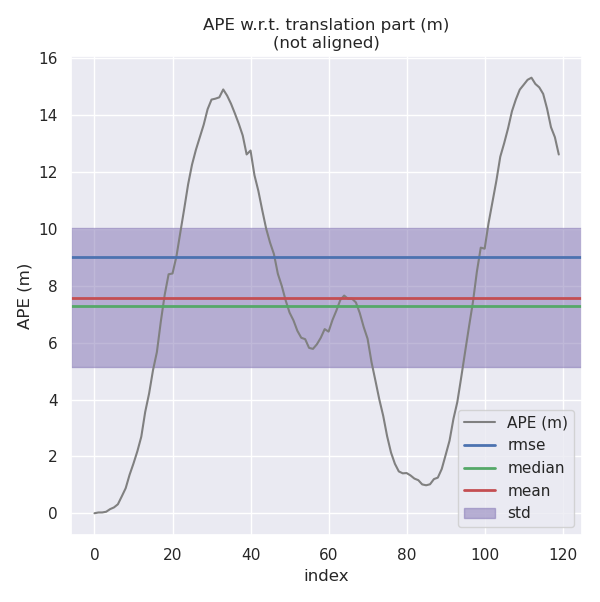 APE w.r.t. translation part (m)
(not aligned)
APE (m)
16
14
12
10
8
6
4
2
0
0 20 40 60 80 100 120
index
APE (m)
rmse
median
mean
std